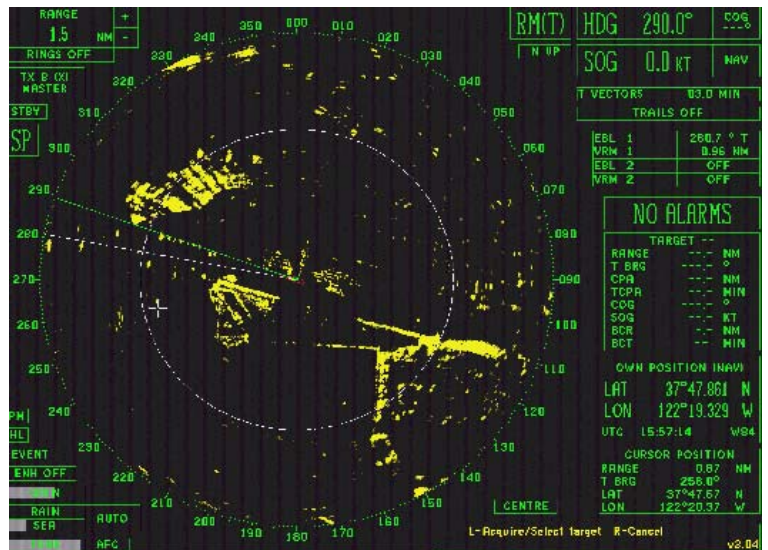 RANGE +
1.5 NM -
RINGS OFF
TX B (X)
MASTER
STBY
SP
RM(T)
N UP
HDG 290.0°
COG
---°
SOG 0.0 KT
NAV
T VECTORS 03.0 MIN
TRAILS OFF
EBL 1 280.7 ° T
VRM 1 0.96 NM
EBL 2 OFF
VRM 2 OFF
NO ALARMS
TARGET --
RANGE --.- NM
T BRG ---.- °
CPA --.- NM
TCPA --.- MIN
COG ---.- °
SOG --.- KT
BCR --.- NM
BCT --.- MIN
OWN POSITION (NAV)
LAT 37°47.861 N
LON 122°19.329 W
UTC 15:57:14 W84
CURSOR POSITION
RANGE 0.87 NM
T BRG 258.0°
LAT 37°47.67 N
LON 122°20.37 W
000
010
020
030
040
050
060
070
080
090
100
110
120
130
140
150
160
170
180
190
200
210
220
230
240
250
260
270
280
290
300
310
320
330
340
350
PM
HL
EVENT
ENH OFF
RAIN
SEA
AUTO
AFC
CENTRE
L-Acquire/Select target R-Cancel
v2.04